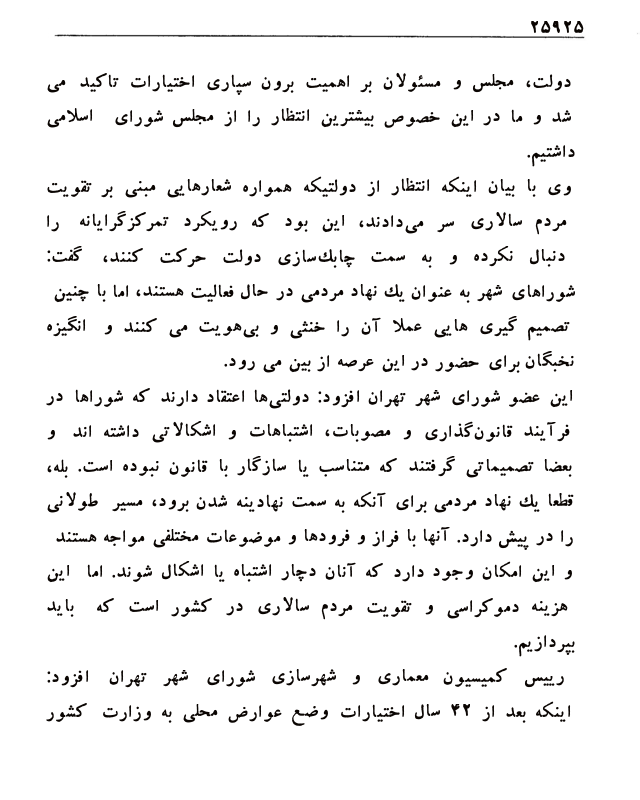 ۲۵۹۲۵
دولت، مجلس و مسئولان بر اهمیت برون سپاری اختیارات تاکید می
شد و ما در این خصوص بیشترین انتظار را از مجلس شورای اسلامی
داشتیم.
وی با بیان اینکه انتظار از دولتیکه همواره شعارهایی مبنی بر تقویت
مردم سالاری سر می‌دادند، این بود که رویکرد تمرکزگرایانه را
دنبال نکرده و به سمت چابك‌سازی دولت حرکت کنند، گفت:
شوراهای شهر به عنوان یك نهاد مردمی در حال فعالیت هستند، اما با چنین
تصمیم گیری هایی عملا آن را خنثی و بی‌هویت می کنند و انگیزه
نخبگان برای حضور در این عرصه از بین می رود.
این عضو شورای شهر تهران افزود: دولتی‌ها اعتقاد دارند که شوراها در
فرآیند قانون‌گذاری و مصوبات، اشتباهات و اشکالاتی داشته اند و
بعضا تصمیماتی گرفتند که متناسب یا سازگار با قانون نبوده است. بله،
قطعا یك نهاد مردمی برای آنکه به سمت نهادینه شدن برود، مسیر طولانی
را در پیش دارد. آنها با فراز و فرودها و موضوعات مختلفی مواجه هستند
و این امکان وجود دارد که آنان دچار اشتباه یا اشکال شوند. اما این
هزینه دموکراسی و تقویت مردم سالاری در کشور است که باید
بپردازیم.
رییس کمیسیون معماری و شهرسازی شورای شهر تهران افزود:
اینکه بعد از ۴۲ سال اختیارات وضع عوارض محلی به وزارت کشور